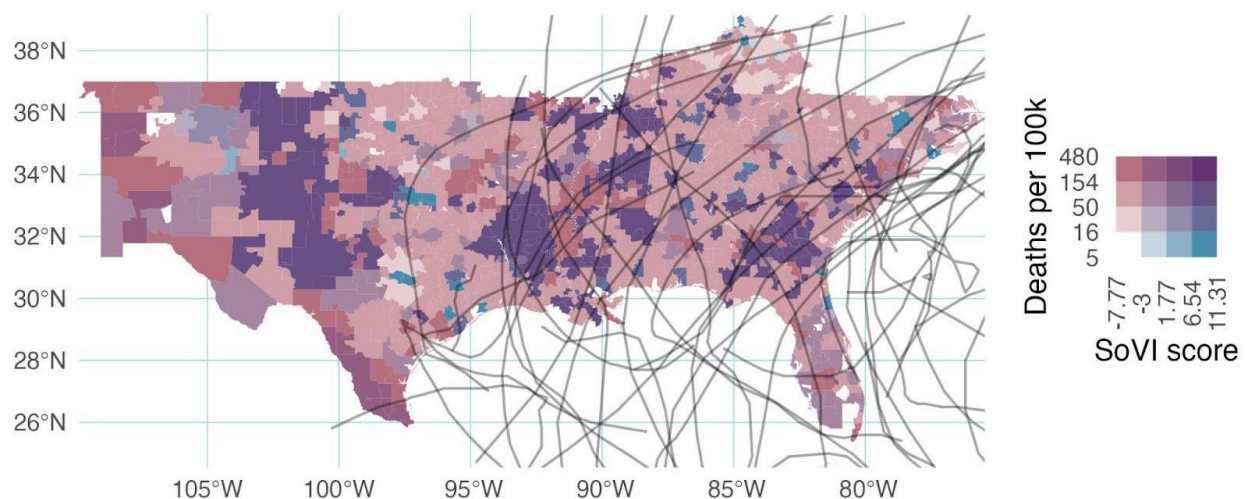 38°N
36°N
34°N
32°N
30°N
28°N
26°N
105°W
100°W
95°W
90°W
85°W
80°W
Deaths per 100k
480
154
50
16
5
-7.77
-3
1.77
6.54
11.31
SoVI score